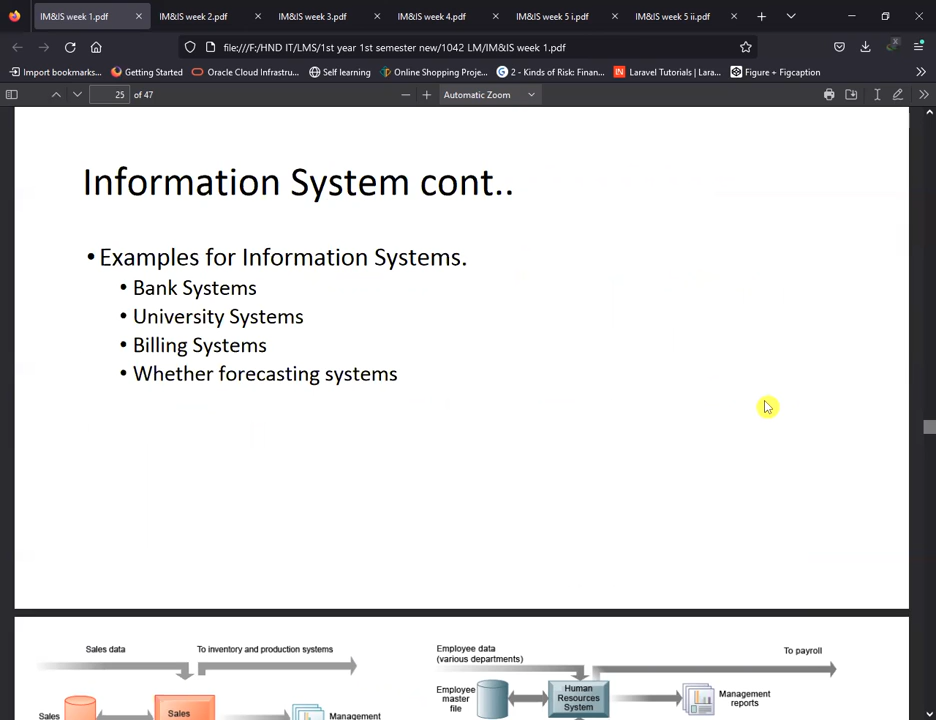 IM&IS week 1.pdf
IM&IS week 2.pdf
IM&IS week 3.pdf
IM&IS week 4.pdf
IM&IS week 5 i.pdf
IM&IS week 5 ii.pdf
file:///F:/HND IT/LMS/1st year 1st semester new/1042 LM/IM&IS week 1.pdf
Import bookmarks...
Getting Started
Oracle Cloud Infrastru...
Self learning
Online Shopping Proje...
2 - Kinds of Risk: Finan...
Laravel Tutorials | Lara...
Figure + Figcaption
25 of 47
Automatic Zoom
Information System cont..
• Examples for Information Systems.
• Bank Systems
• University Systems
• Billing Systems
• Whether forecasting systems
Sales data
To inventory and production systems
Sales
Sales
Management
Employee data
(various departments)
To payroll
Employee
master
file
Human
Resources
System
Management
reports